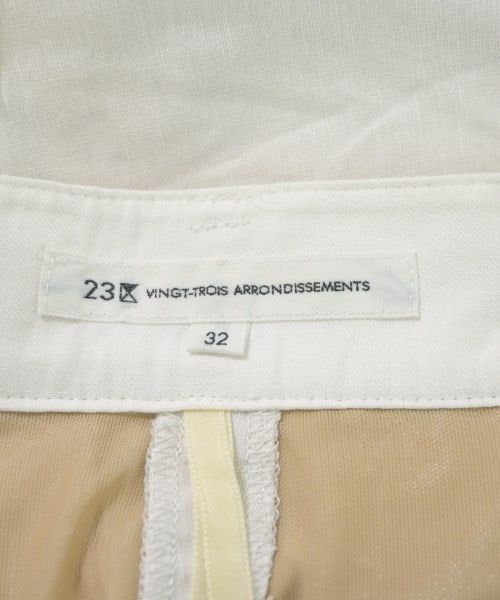 23区 VINGT-TROIS ARRONDISSEMENTS
32